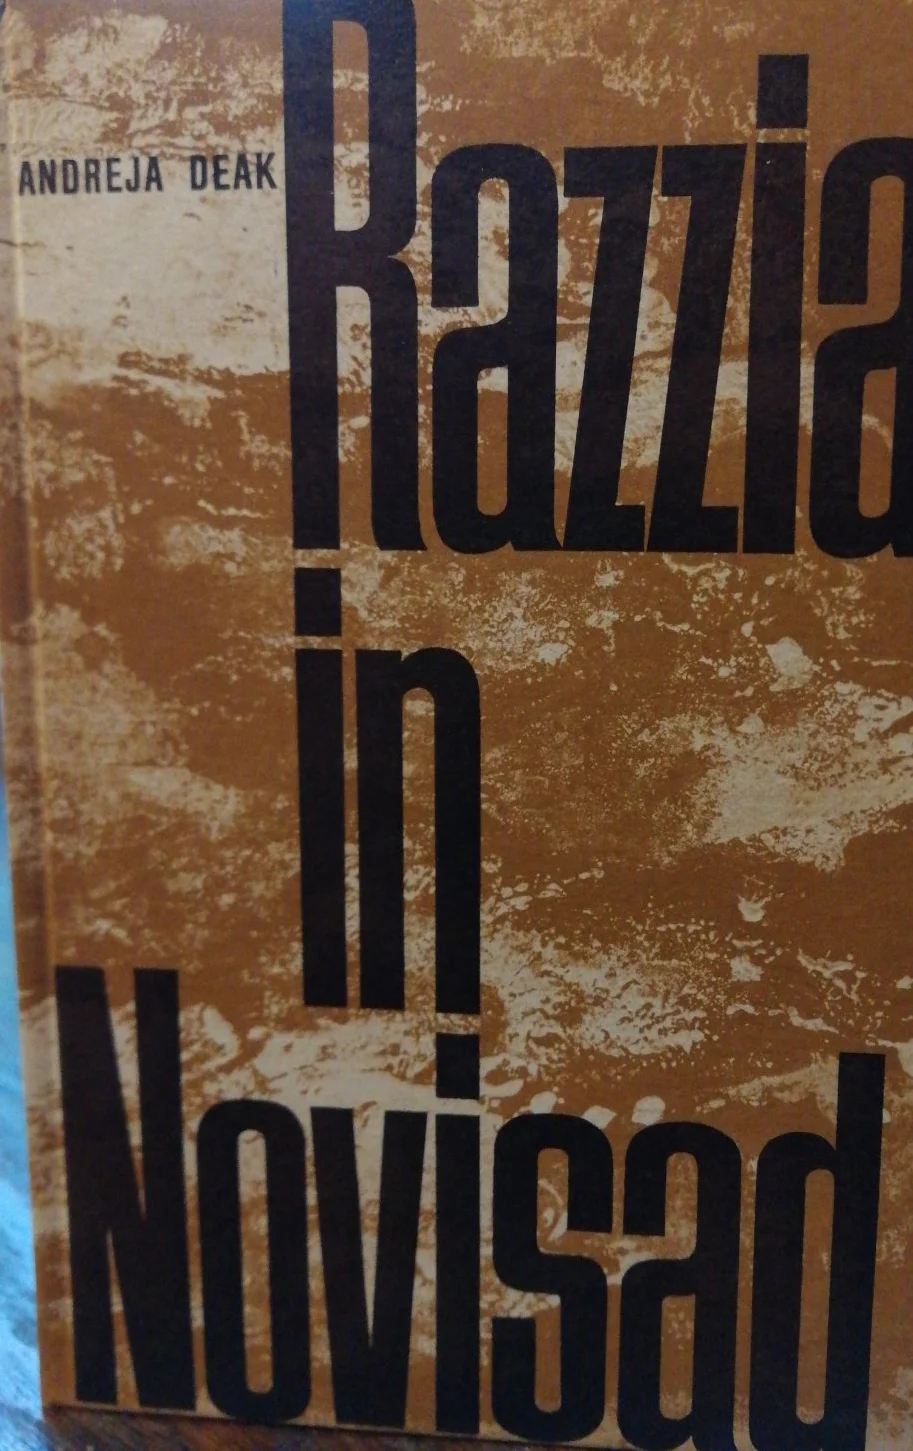 ANDREJA DEAK
Razzia
in
Novisad